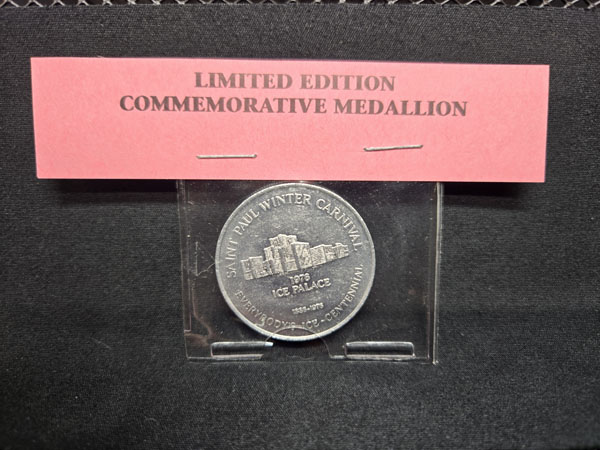 LIMITED EDITION
COMMEMORATIVE MEDALLION
SAINT PAUL WINTER CARNIVAL
1976
ICE PALACE
1886-1976
EVERYBODY'S ICE-CENTENNIAL